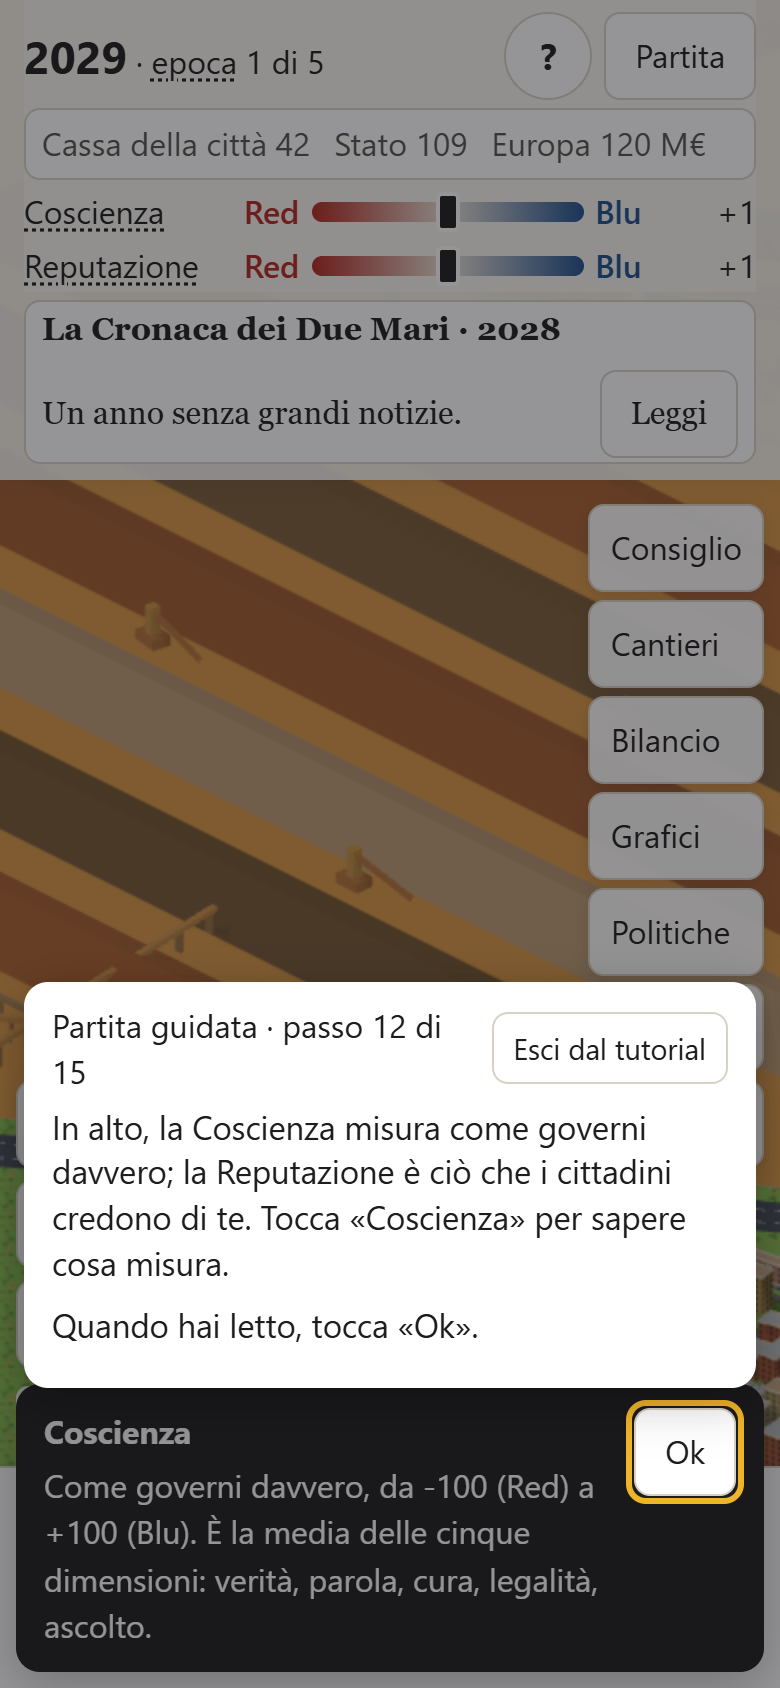 2029 · epoca 1 di 5
?
Partita
Cassa della città 42 Stato 109 Europa 120 M€
Coscienza Red Blu +1
Reputazione Red Blu +1
La Cronaca dei Due Mari · 2028
Un anno senza grandi notizie.
Leggi
Consiglio
Cantieri
Bilancio
Grafici
Politiche
Partita guidata · passo 12 di
15
Esci dal tutorial
In alto, la Coscienza misura come governi
davvero; la Reputazione è ciò che i cittadini
credono di te. Tocca «Coscienza» per sapere
cosa misura.
Quando hai letto, tocca «Ok».
Coscienza
Ok
Come governi davvero, da -100 (Red) a
+100 (Blu). È la media delle cinque
dimensioni: verità, parola, cura, legalità,
ascolto.